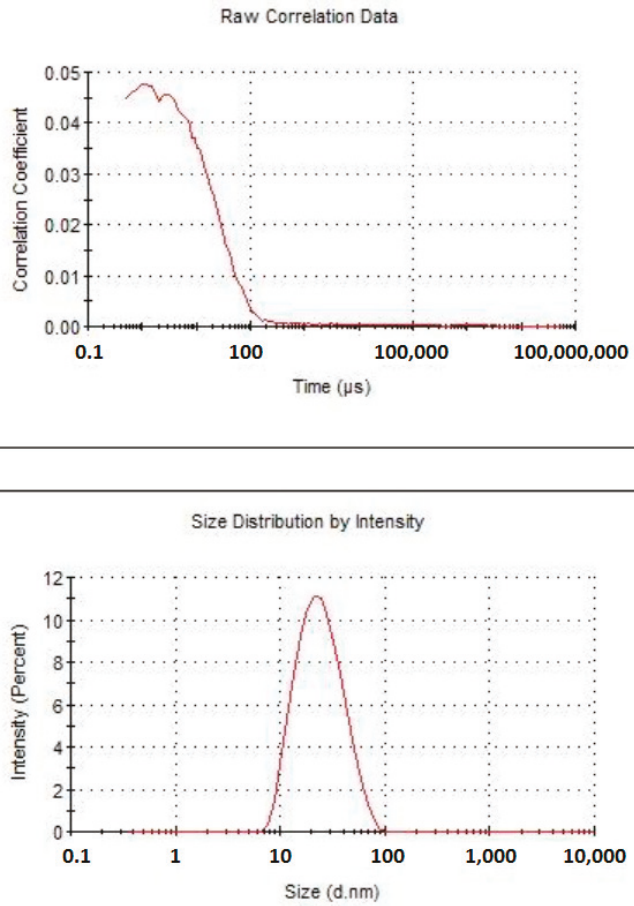 Raw Correlation Data
0.05
0.04
0.03
0.02
0.01
0.00
Correlation Coefficient
0.1 100 100,000 100,000,000
Time (µs)
Size Distribution by Intensity
12
10
8
6
4
2
0
Intensity (Percent)
0.1 1 10 100 1,000 10,000
Size (d.nm)